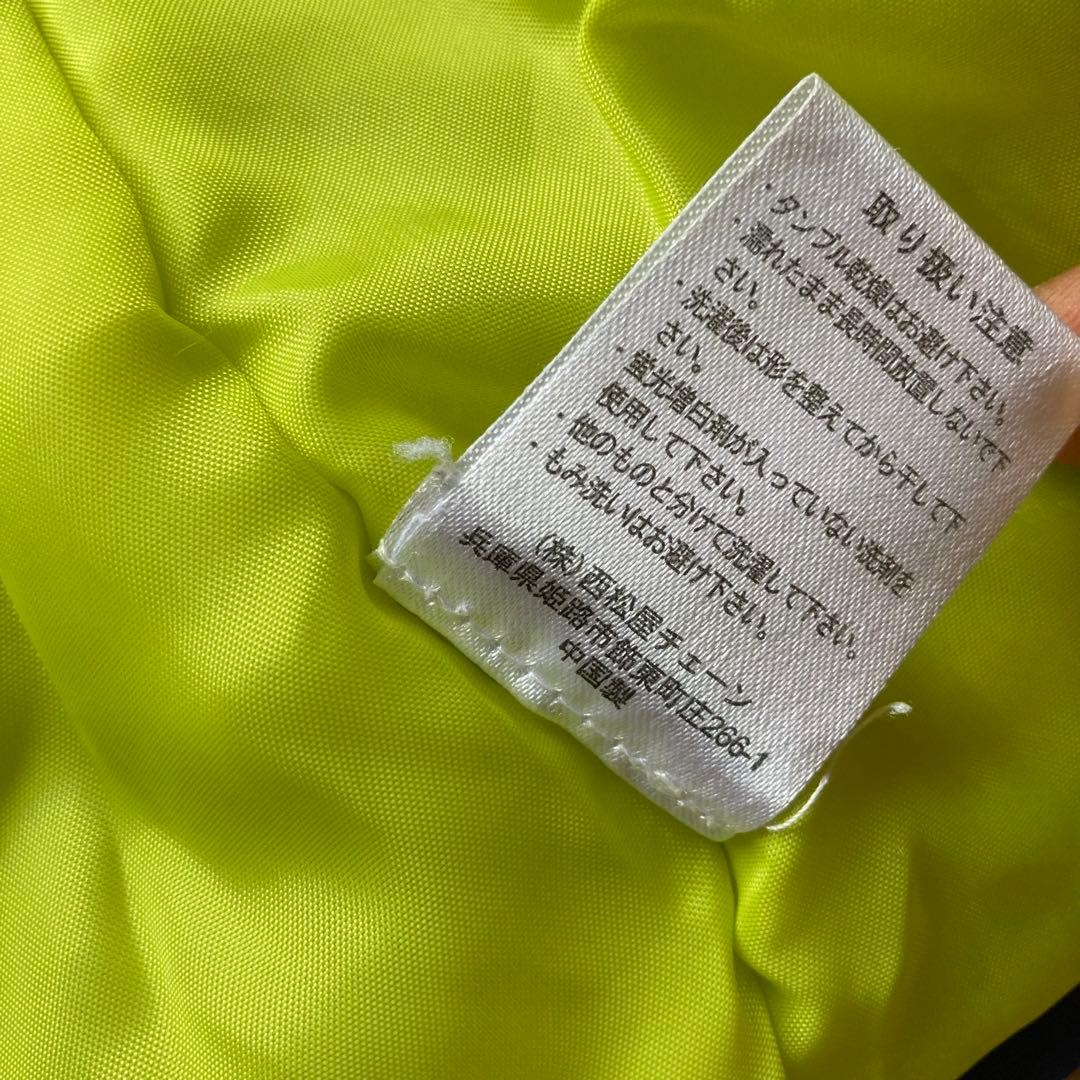 取り扱い注意
・タンブル乾燥はお避け下さい。
・濡れたまま長時間放置しないで下
さい。
・洗濯後は形を整えてから干して下
さい。
・蛍光増白剤が入っていない洗剤を
使用して下さい。
・他のものと分けて洗濯して下さい。
・もみ洗いはお避け下さい。
(株)西松屋チェーン
兵庫県姫路市飾東町庄266-1
中国製